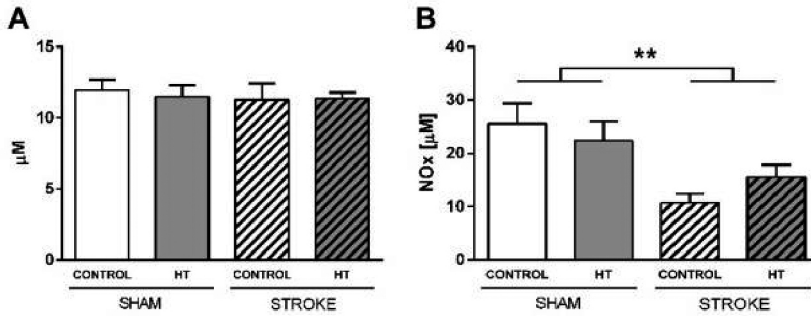 A
15
10
5
0
μM
CONTROL HT CONTROL HT
SHAM STROKE
B
**
40
30
20
10
0
NOx [μM]
CONTROL HT CONTROL HT
SHAM STROKE